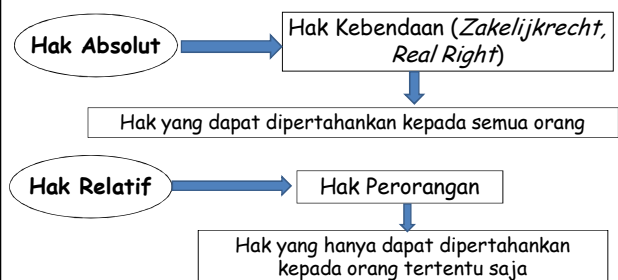 Hak Absolut
Hak Kebendaan (Zakelijkrecht,
Real Right)
Hak yang dapat dipertahankan kepada semua orang
Hak Relatif
Hak Perorangan
Hak yang hanya dapat dipertahankan
kepada orang tertentu saja